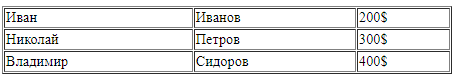 Иван Иванов 200$
Николай Петров 300$
Владимир Сидоров 400$